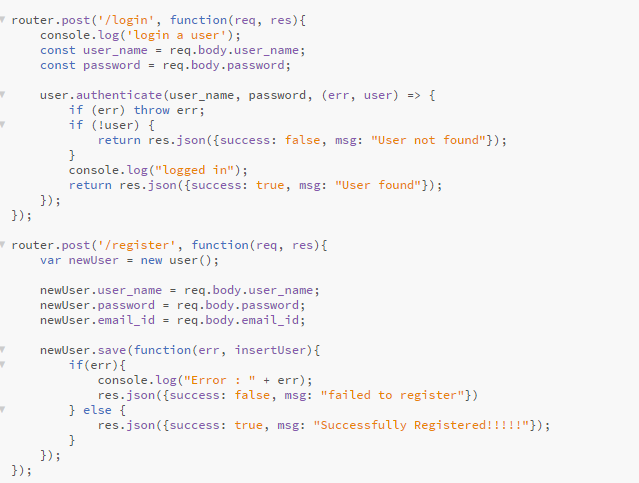 router.post('/login', function(req, res){
    console.log('login a user');
    const user_name = req.body.user_name;
    const password = req.body.password;

    user.authenticate(user_name, password, (err, user) => {
        if (err) throw err;
        if (!user) {
            return res.json({success: false, msg: "User not found"});
        }
        console.log("logged in");
        return res.json({success: true, msg: "User found"});
    });
});

router.post('/register', function(req, res){
    var newUser = new user();

    newUser.user_name = req.body.user_name;
    newUser.password = req.body.password;
    newUser.email_id = req.body.email_id;

    newUser.save(function(err, insertUser){
        if(err){
            console.log("Error : " + err);
            res.json({success: false, msg: "failed to register"})
        } else {
            res.json({success: true, msg: "Successfully Registered!!!!!"});
        }
    });
});